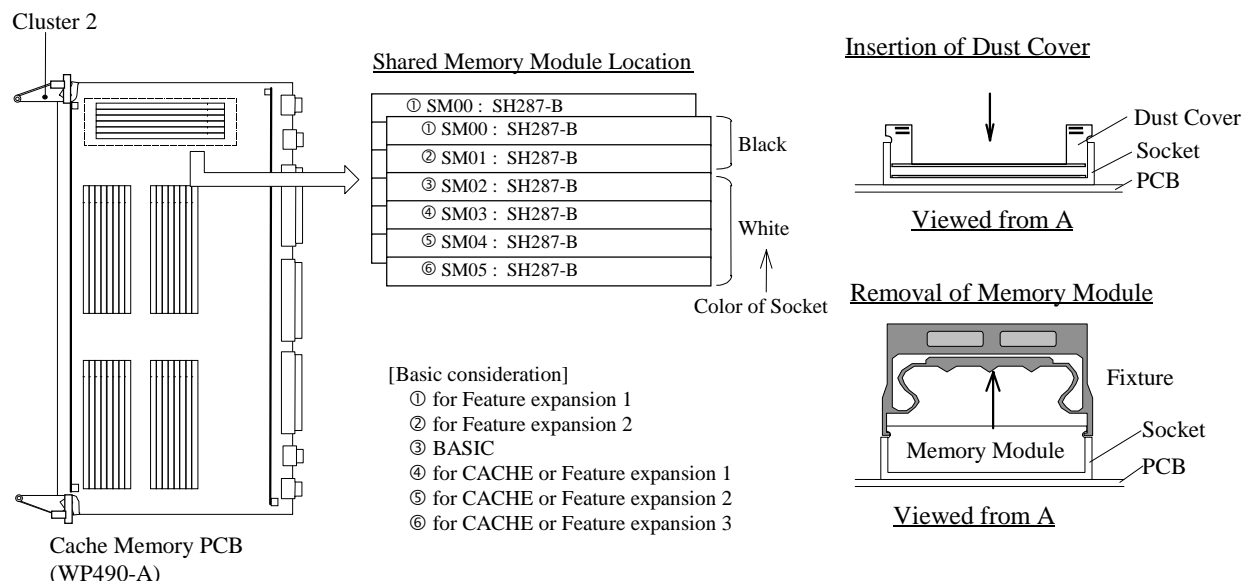 Cluster 2
Cache Memory PCB
(WP490-A)
Shared Memory Module Location
① SM00 : SH287-B
① SM00 : SH287-B
② SM01 : SH287-B
③ SM02 : SH287-B
④ SM03 : SH287-B
⑤ SM04 : SH287-B
⑥ SM05 : SH287-B
Black
White
Color of Socket
[Basic consideration]
① for Feature expansion 1
② for Feature expansion 2
③ BASIC
④ for CACHE or Feature expansion 1
⑤ for CACHE or Feature expansion 2
⑥ for CACHE or Feature expansion 3
Insertion of Dust Cover
Dust Cover
Socket
PCB
Viewed from A
Removal of Memory Module
Fixture
Memory Module
Socket
PCB
Viewed from A